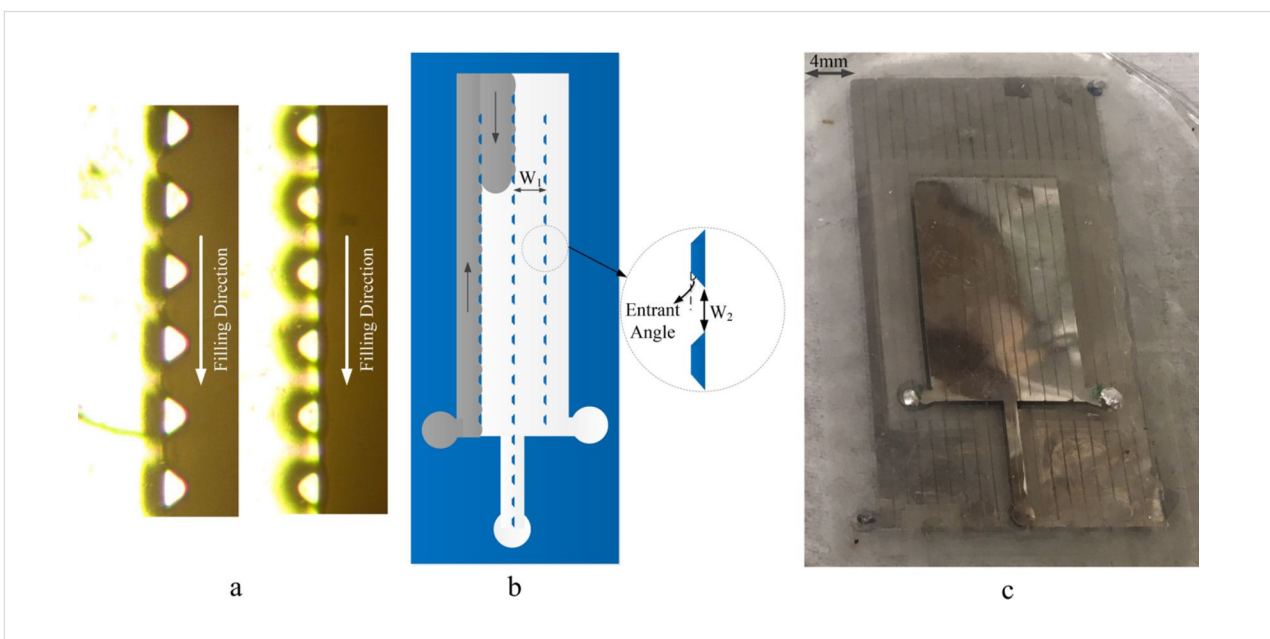 Filling Direction
Filling Direction
W1
Entrant
Angle
W2
4mm
a
b
c